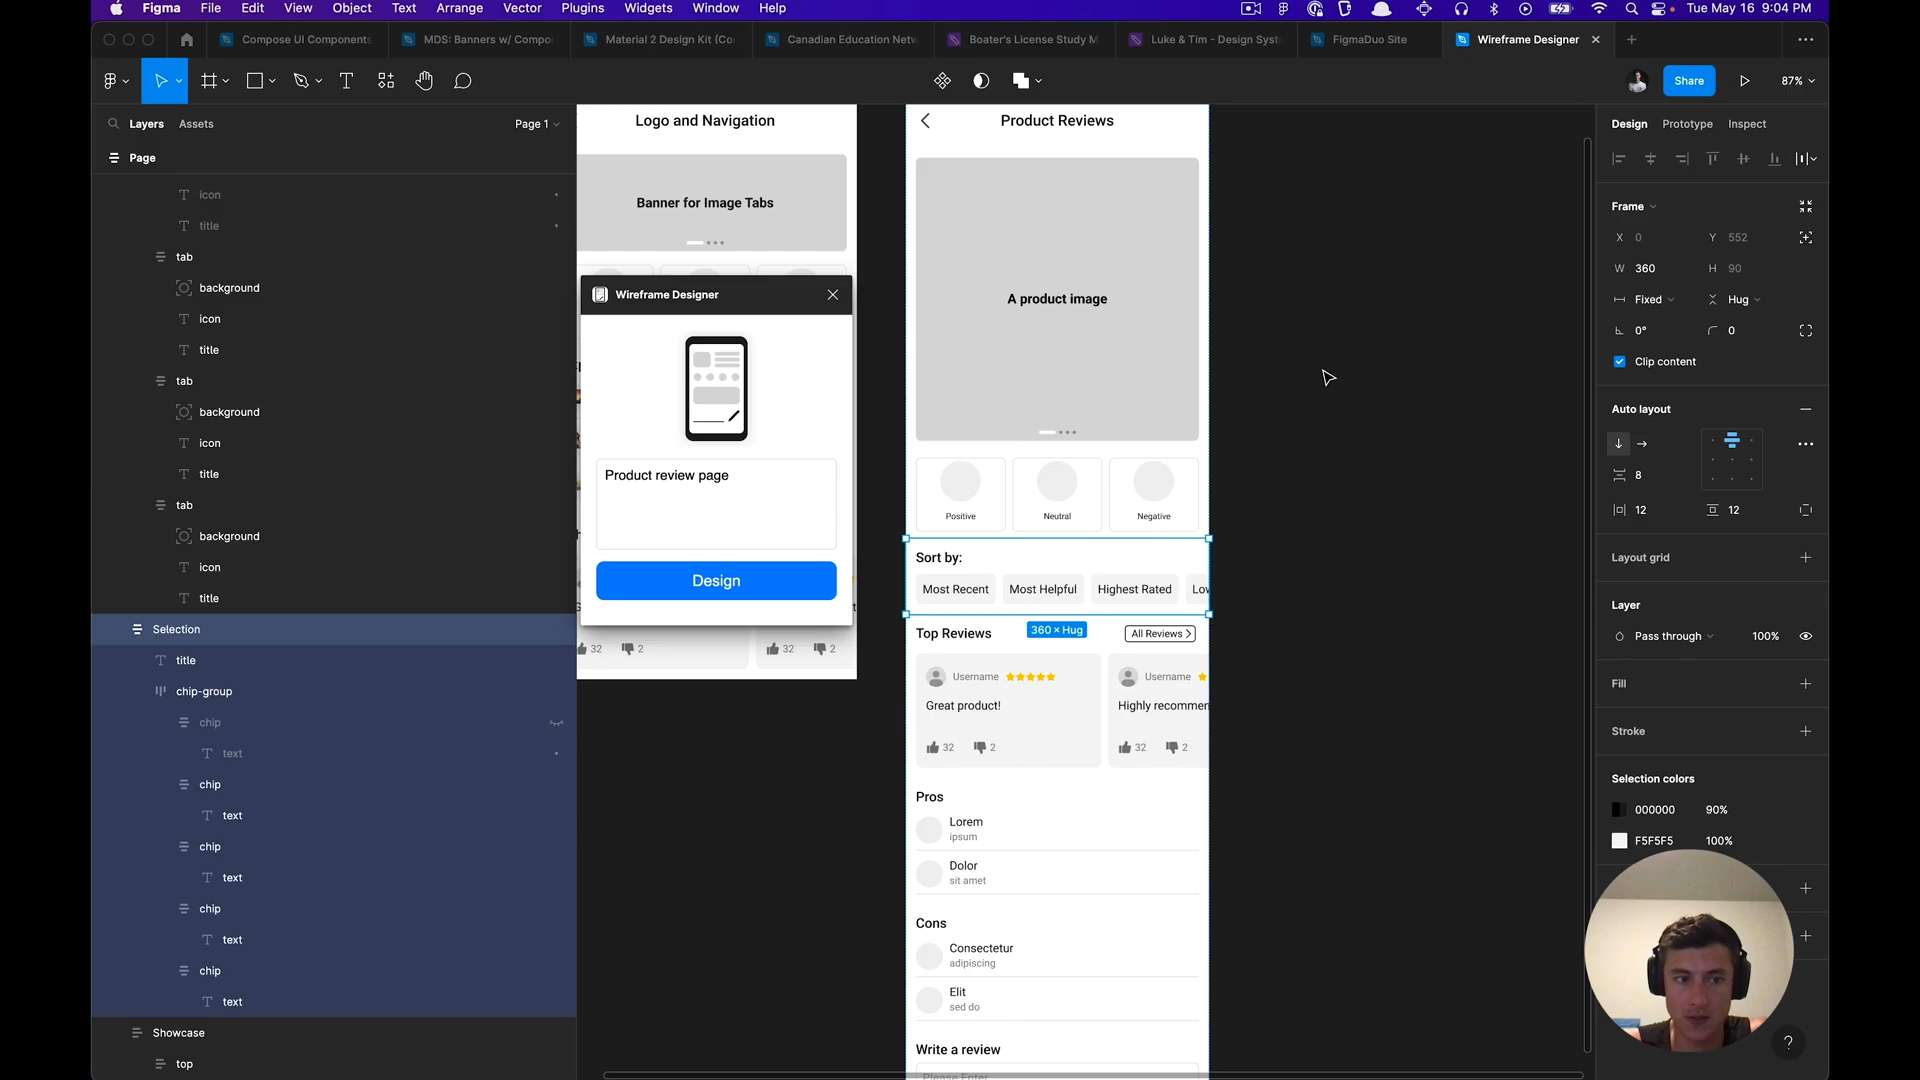 Figma File Edit View Object Text Arrange Vector Plugins Widgets Window Help Tue May 16 9:04 PM
Compose UI Components
MDS: Banners w/ Compo
Material 2 Design Kit (Co
Canadian Education Netw
Boater's License Study M
Luke & Tim - Design Syst
FigmaDuo Site
Wireframe Designer
Share
87%
Layers
Assets
Page 1
Page
icon
title
tab
background
icon
title
tab
background
icon
title
tab
background
icon
title
Selection
title
chip-group
chip
text
chip
text
chip
text
chip
text
chip
text
Showcase
top
Logo and Navigation
Banner for Image Tabs
Wireframe Designer
Product review page
Design
32 2
32 2
Product Reviews
A product image
Positive
Neutral
Negative
Sort by:
Most Recent
Most Helpful
Highest Rated
Low
Top Reviews
360 × Hug
All Reviews
Username
Great product!
32 2
Username
Highly recommen
32 2
Pros
Lorem
ipsum
Dolor
sit amet
Cons
Consectetur
adipiscing
Elit
sed do
Write a review
Please Enter
Design
Prototype
Inspect
Frame
X 0
Y 552
W 360
H 90
Fixed
Hug
0°
0
Clip content
Auto layout
8
12
12
Layout grid
Layer
Pass through
100%
Fill
Stroke
Selection colors
000000 90%
F5F5F5 100%
?